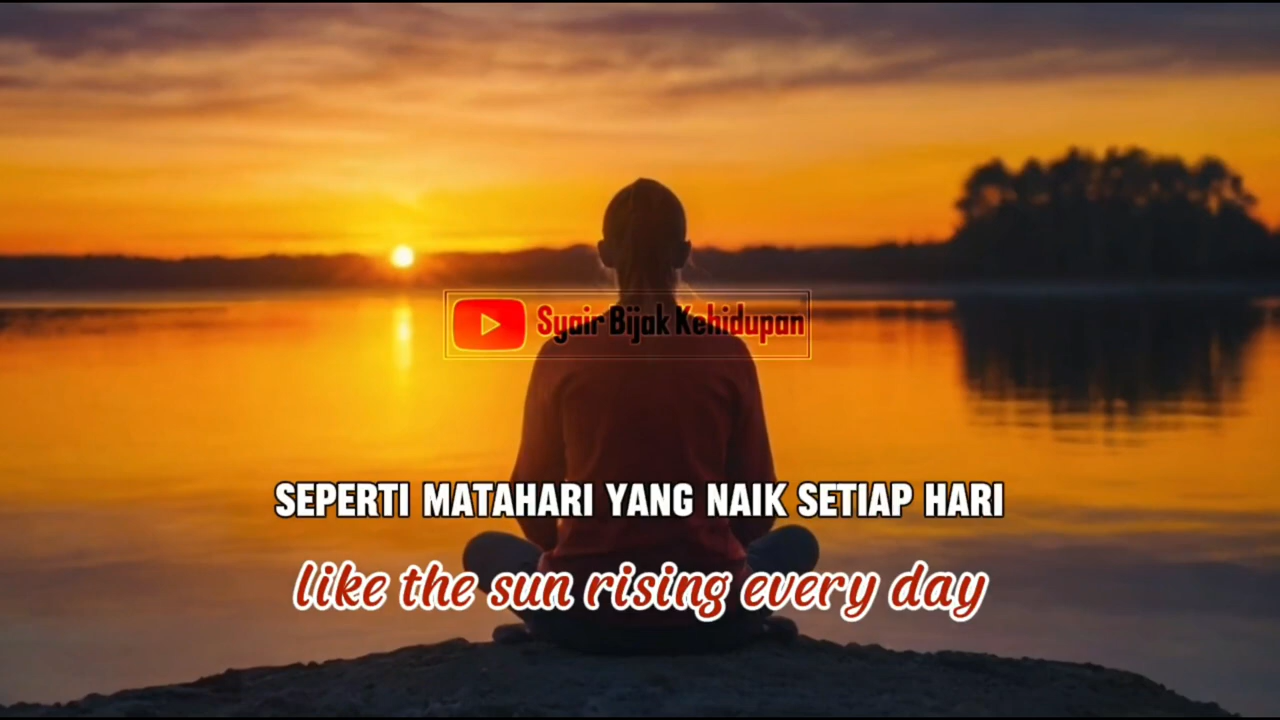 Syair Bijak Kehidupan
SEPERTI MATAHARI YANG NAIK SETIAP HARI
like the sun rising every day